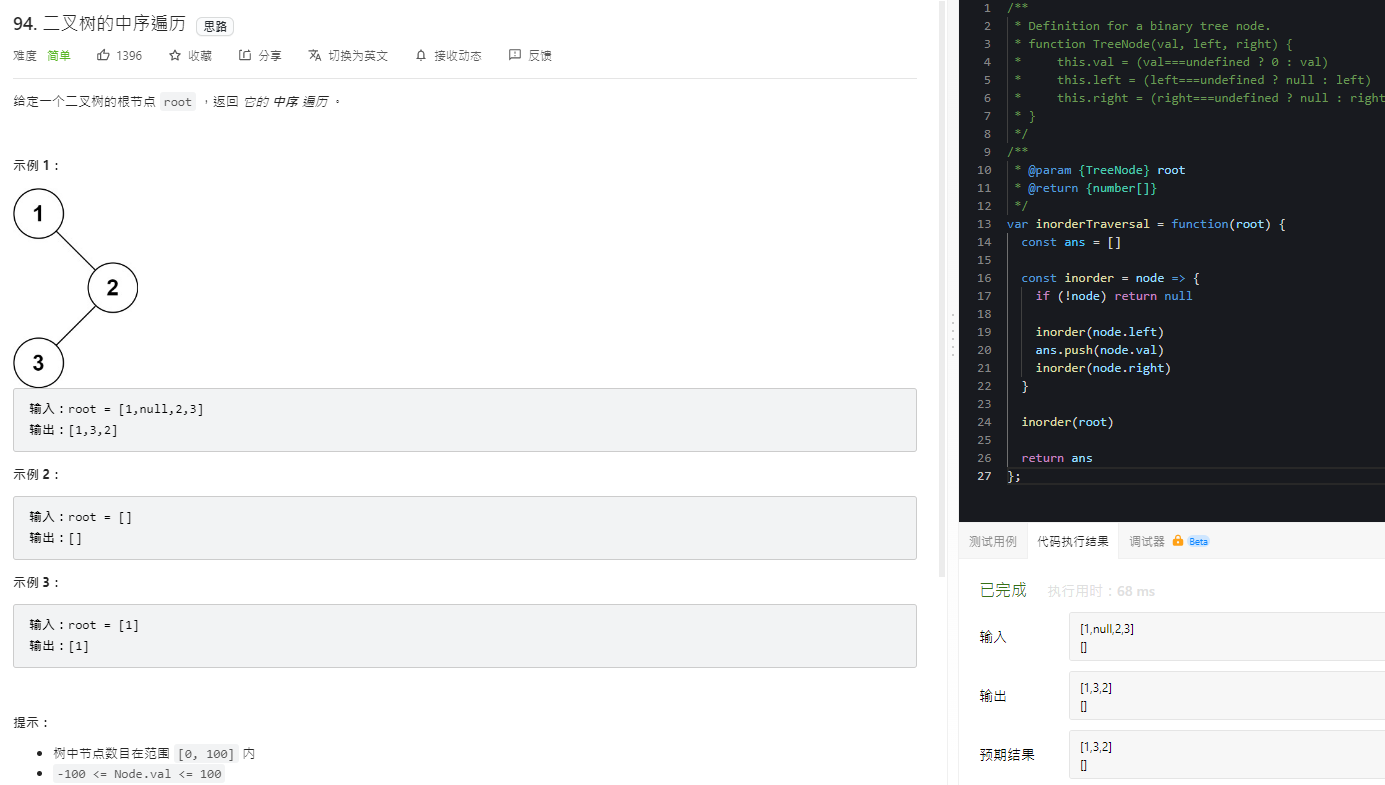 94. 二叉树的中序遍历 思路
难度 简单 1396 收藏 分享 切换为英文 接收动态 反馈
给定一个二叉树的根节点 root ，返回 它的 中序 遍历 。
示例 1：
1
2
3
输入：root = [1,null,2,3]
输出：[1,3,2]
示例 2：
输入：root = []
输出：[]
示例 3：
输入：root = [1]
输出：[1]
提示：
• 树中节点数目在范围 [0, 100] 内
• -100 <= Node.val <= 100
1 /**
2 * Definition for a binary tree node.
3 * function TreeNode(val, left, right) {
4 *     this.val = (val===undefined ? 0 : val)
5 *     this.left = (left===undefined ? null : left)
6 *     this.right = (right===undefined ? null : right
7 * }
8 */
9 /**
10 * @param {TreeNode} root
11 * @return {number[]}
12 */
13 var inorderTraversal = function(root) {
14   const ans = []
15
16   const inorder = node => {
17     if (!node) return null
18
19     inorder(node.left)
20     ans.push(node.val)
21     inorder(node.right)
22   }
23
24   inorder(root)
25
26   return ans
27 };
测试用例 代码执行结果 调试器 Beta
已完成 执行用时：68 ms
输入
[1,null,2,3]
[]
输出
[1,3,2]
[]
预期结果
[1,3,2]
[]